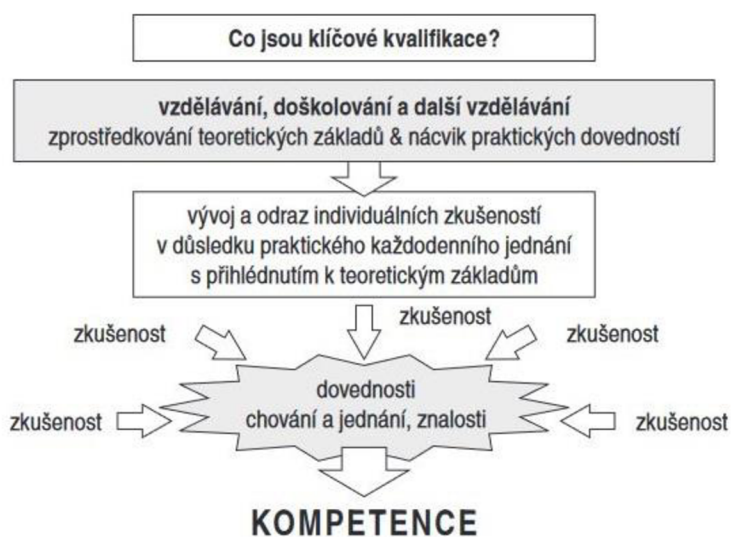 Co jsou klíčové kvalifikace?
vzdělávání, doškolování a další vzdělávání
zprostředkování teoretických základů & nácvik praktických dovedností
vývoj a odraz individuálních zkušeností
v důsledku praktického každodenního jednání
s přihlédnutím k teoretickým základům
zkušenost
zkušenost
zkušenost
dovednosti
zkušenost
chování a jednání, znalosti
zkušenost
KOMPETENCE